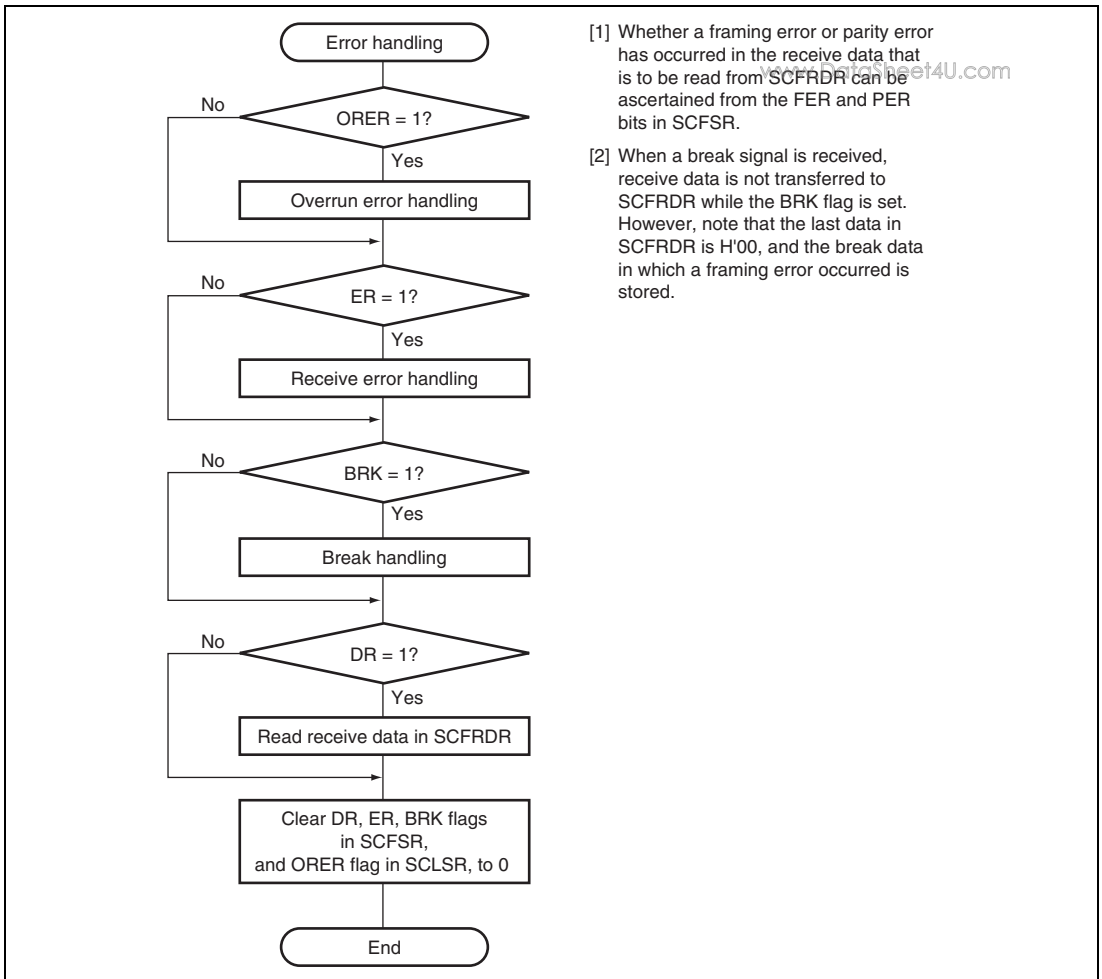 Error handling
No
ORER = 1?
Yes
Overrun error handling
No
ER = 1?
Yes
Receive error handling
No
BRK = 1?
Yes
Break handling
No
DR = 1?
Yes
Read receive data in SCFRDR
Clear DR, ER, BRK flags
in SCFSR,
and ORER flag in SCLSR, to 0
End
[1] Whether a framing error or parity error
has occurred in the receive data that
is to be read from SCFRDR can be
www.DataSheet4U.com
ascertained from the FER and PER
bits in SCFSR.
[2] When a break signal is received,
receive data is not transferred to
SCFRDR while the BRK flag is set.
However, note that the last data in
SCFRDR is H'00, and the break data
in which a framing error occurred is
stored.